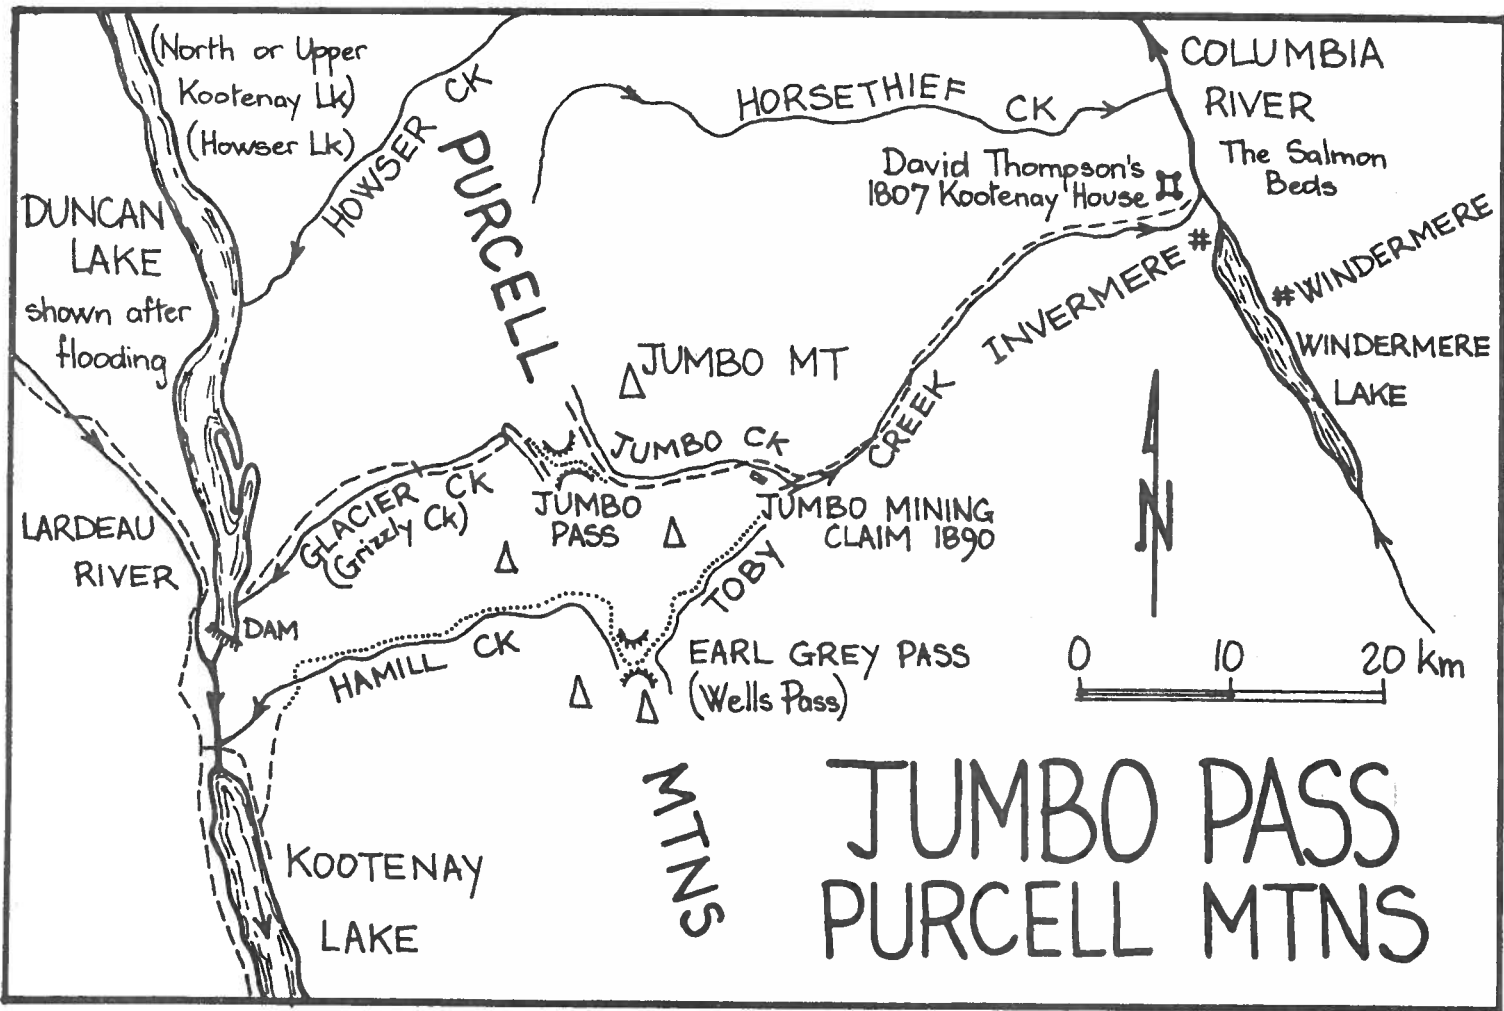 (North or Upper
Kootenay Lk)
(Howser Lk)
HOWSER CK
PURCELL
HORSETHIEF CK
COLUMBIA
RIVER
The Salmon
Beds
David Thompson's
1807 Kootenay House
DUNCAN
LAKE
shown after
flooding
INVERMERE #
# WINDERMERE
WINDERMERE
LAKE
JUMBO MT
JUMBO CK
CREEK
GLACIER CK
(Grizzly Ck)
JUMBO
PASS
JUMBO MINING
CLAIM 1890
LARDEAU
RIVER
TOBY
N
DAM
HAMILL CK
EARL GREY PASS
(Wells Pass)
0 10 20 km
MTNS
KOOTENAY
LAKE
JUMBO PASS
PURCELL MTNS